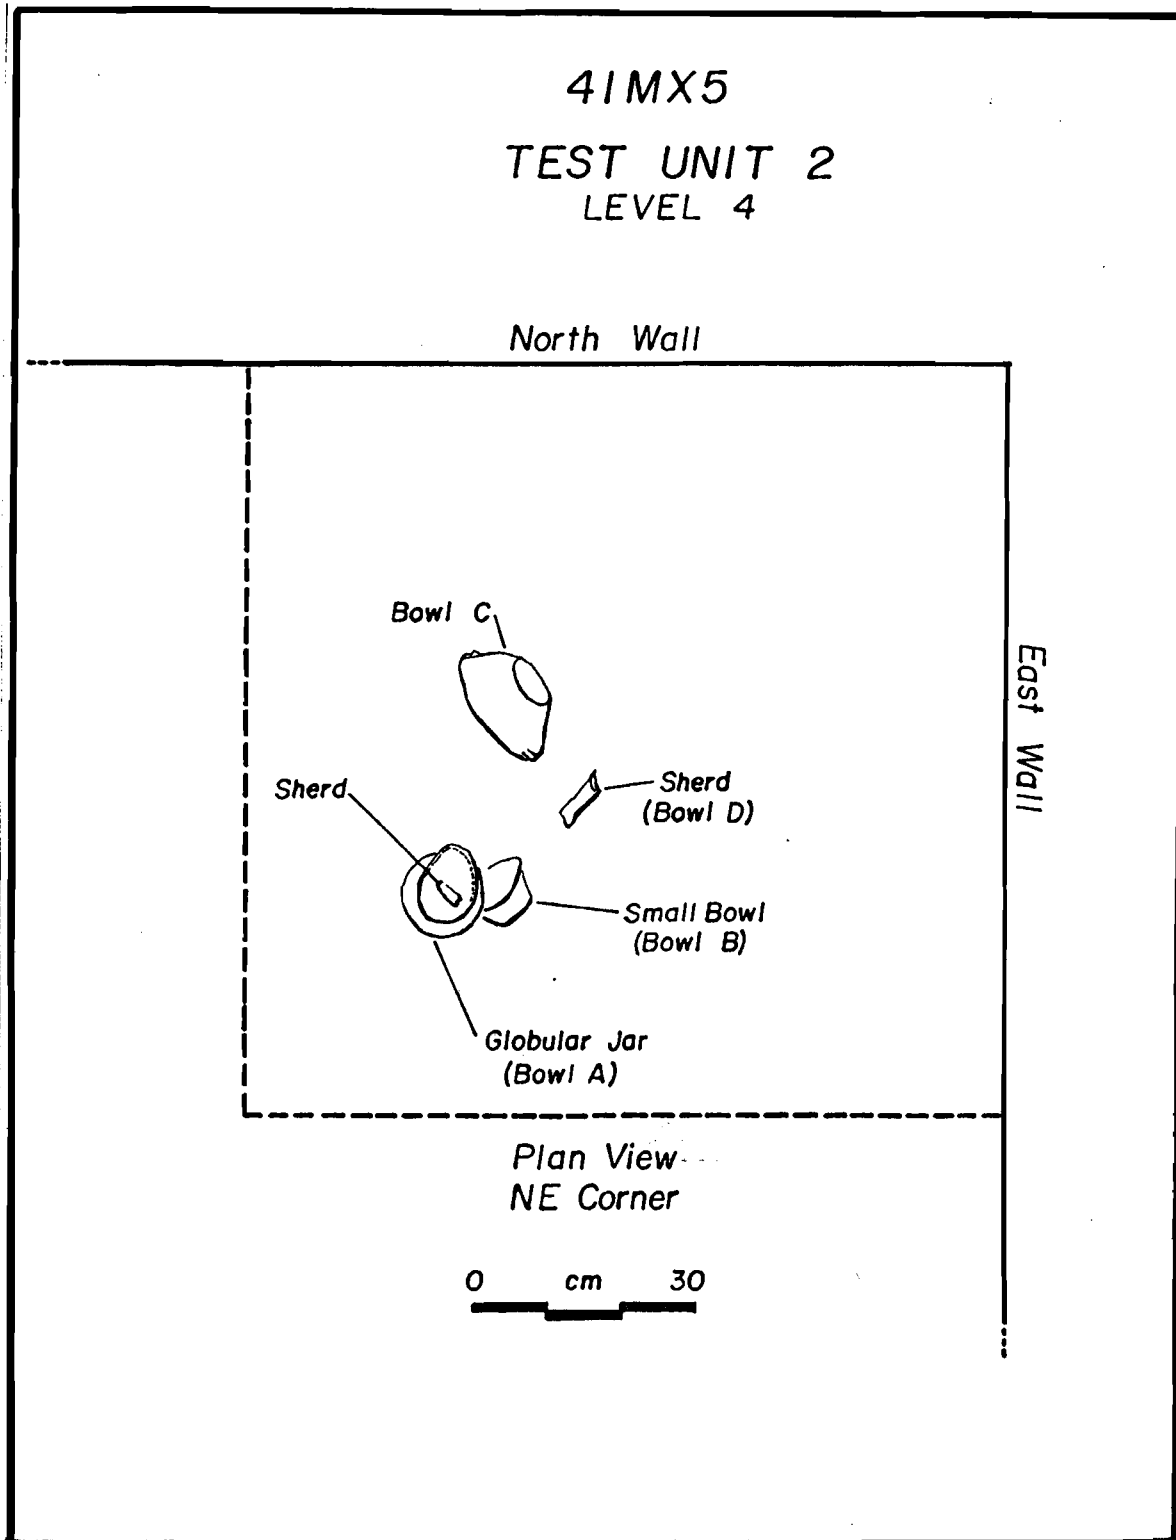 41MX5
TEST UNIT 2
LEVEL 4
North Wall
Bowl C
East Wall
Sherd
Sherd
(Bowl D)
Small Bowl
(Bowl B)
Globular Jar
(Bowl A)
Plan View
NE Corner
0 cm 30